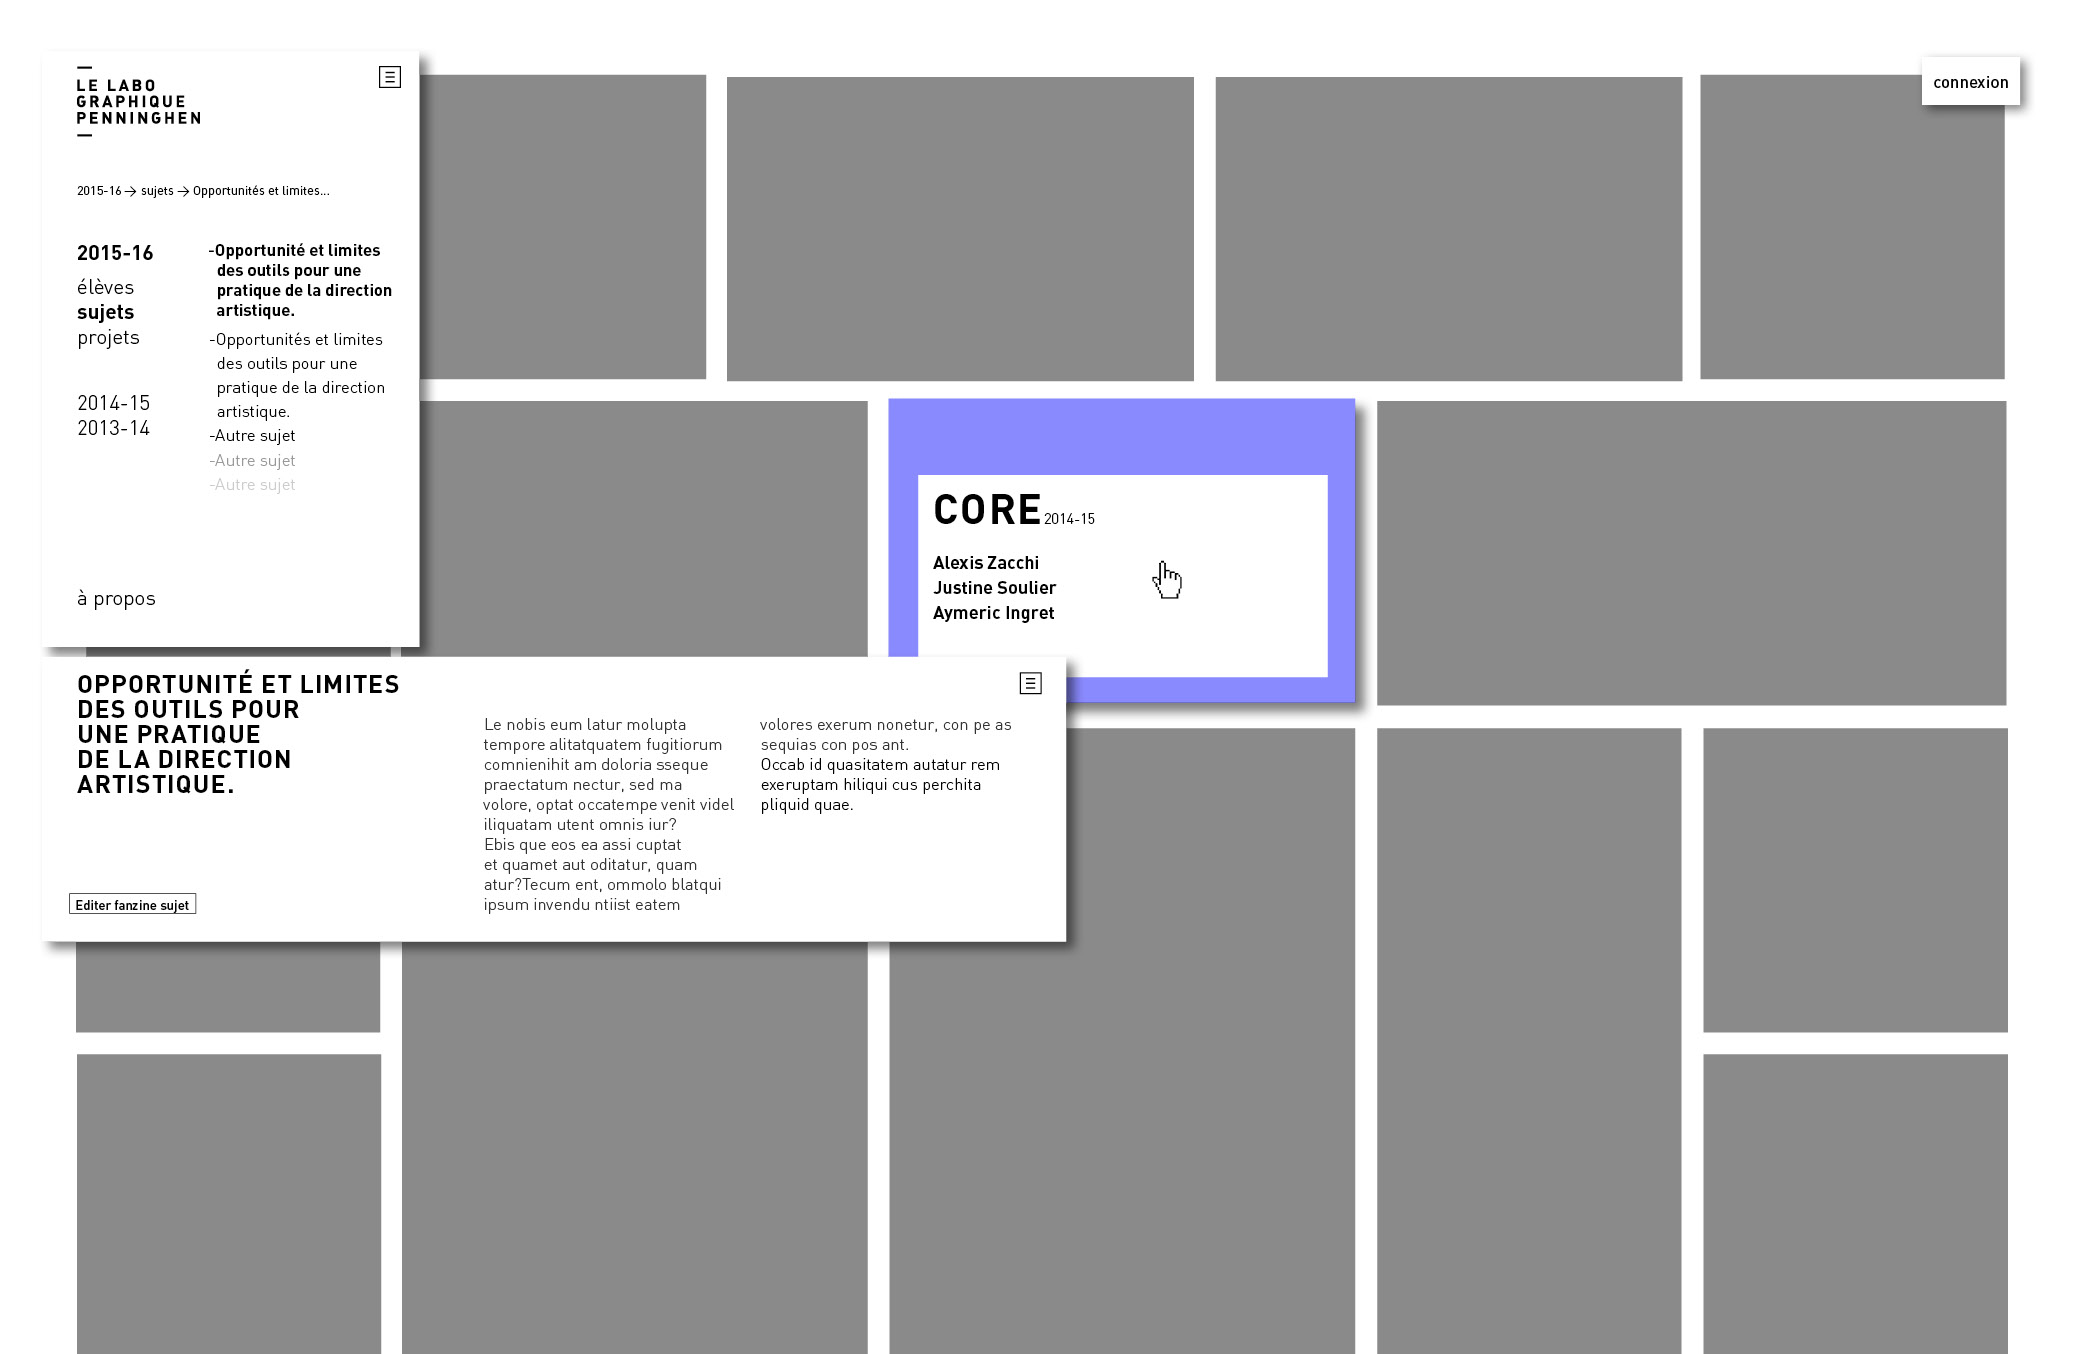 LE LABO
GRAPHIQUE
PENNINGHEN
connexion
2015-16 → sujets → Opportunités et limites...
2015-16
élèves
sujets
projets
2014-15
2013-14
-Opportunité et limites
des outils pour une
pratique de la direction
artistique.
-Opportunités et limites
des outils pour une
pratique de la direction
artistique.
-Autre sujet
-Autre sujet
-Autre sujet
à propos
CORE 2014-15
Alexis Zacchi
Justine Soulier
Aymeric Ingret
OPPORTUNITÉ ET LIMITES
DES OUTILS POUR
UNE PRATIQUE
DE LA DIRECTION
ARTISTIQUE.
Editer fanzine sujet
Le nobis eum latur molupta
tempore alitatquatem fugitiorum
comnienihit am doloria sseque
praectatum nectur, sed ma
volore, optat occatempe venit videl
iliquatam utent omnis iur?
Ebis que eos ea assi cuptat
et quamet aut oditatur, quam
atur?Tecum ent, ommolo blatqui
ipsum invendu ntiist eatem
volores exerum nonetur, con pe as
sequias con pos ant.
Occab id quasitatem autatur rem
exeruptam hiliqui cus perchita
pliquid quae.